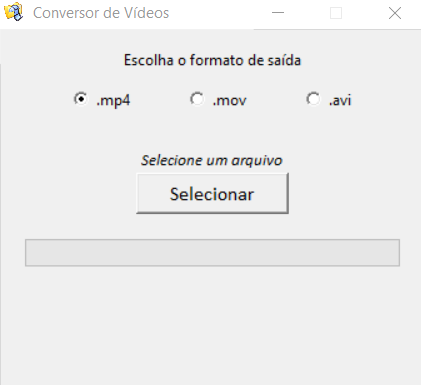 Conversor de Vídeos
Escolha o formato de saída
.mp4 .mov .avi
Selecione um arquivo
Selecionar